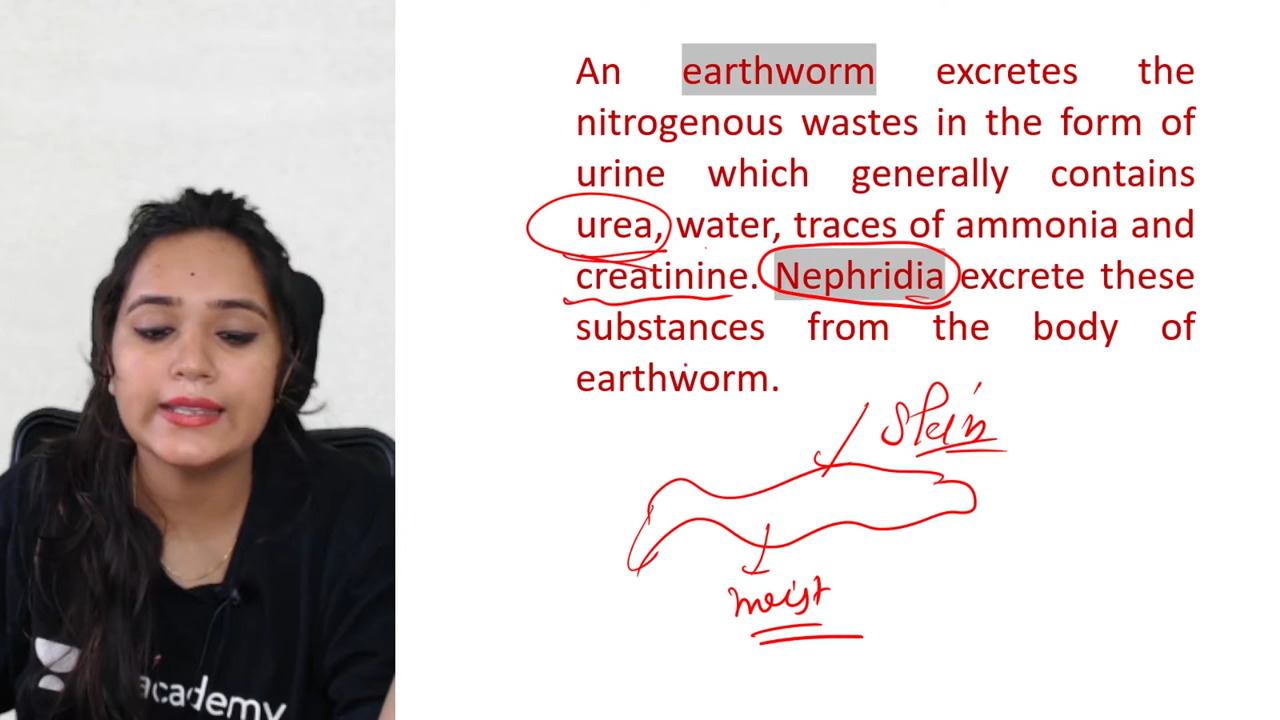 An earthworm excretes the
nitrogenous wastes in the form of
urine which generally contains
urea, water, traces of ammonia and
creatinine. Nephridia excrete these
substances from the body of
earthworm.
Skin
moist
academy